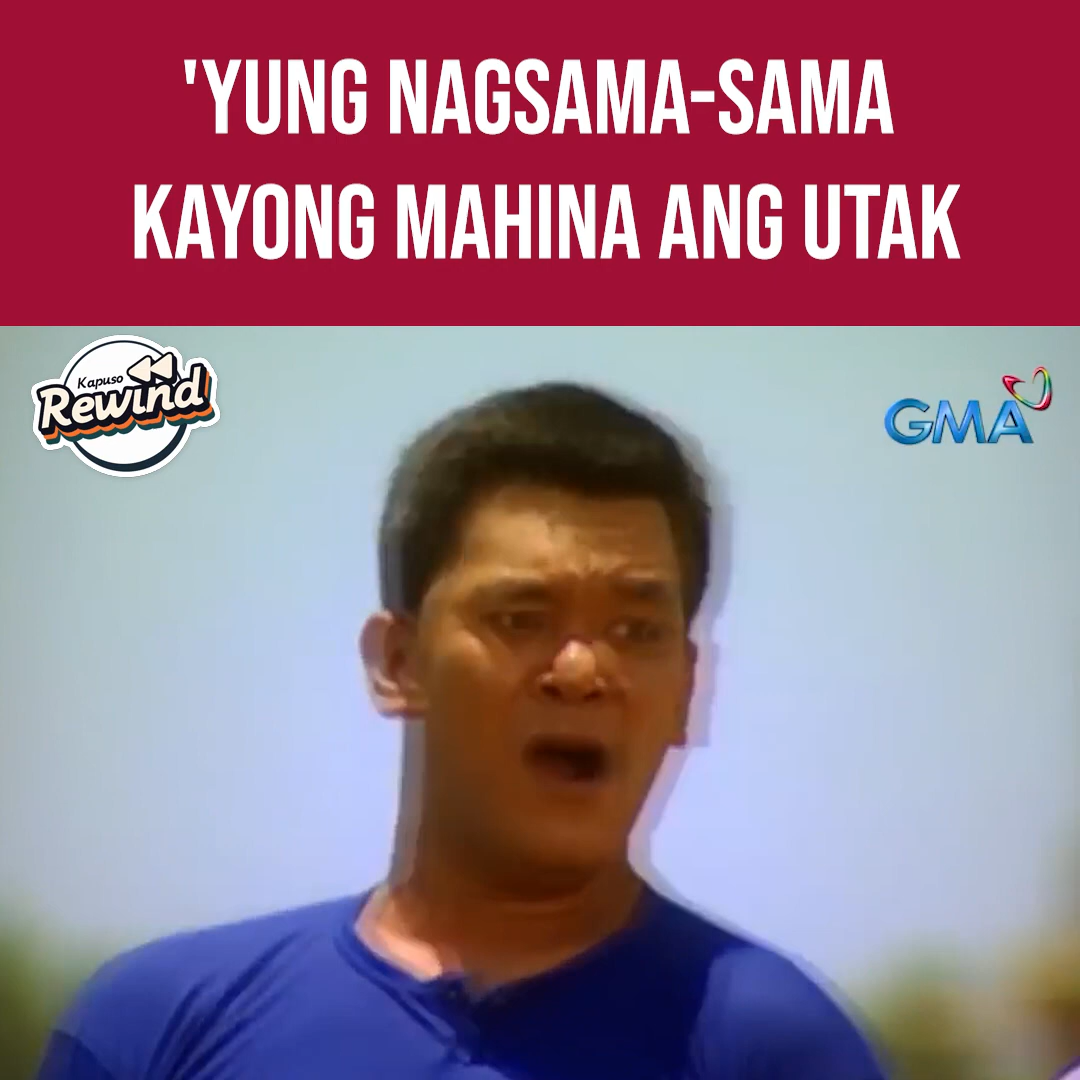 'YUNG NAGSAMA-SAMA
KAYONG MAHINA ANG UTAK
Kapuso
Rewind
GMA